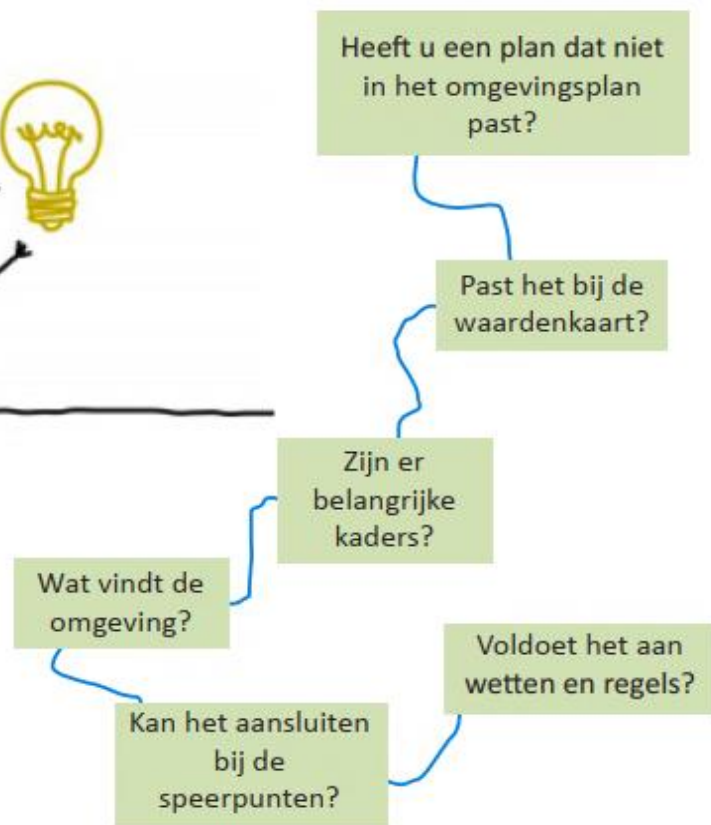 Heeft u een plan dat niet
in het omgevingsplan
past?
Past het bij de
waardenkaart?
Zijn er
belangrijke
kaders?
Wat vindt de
omgeving?
Kan het aansluiten
bij de
speerpunten?
Voldoet het aan
wetten en regels?